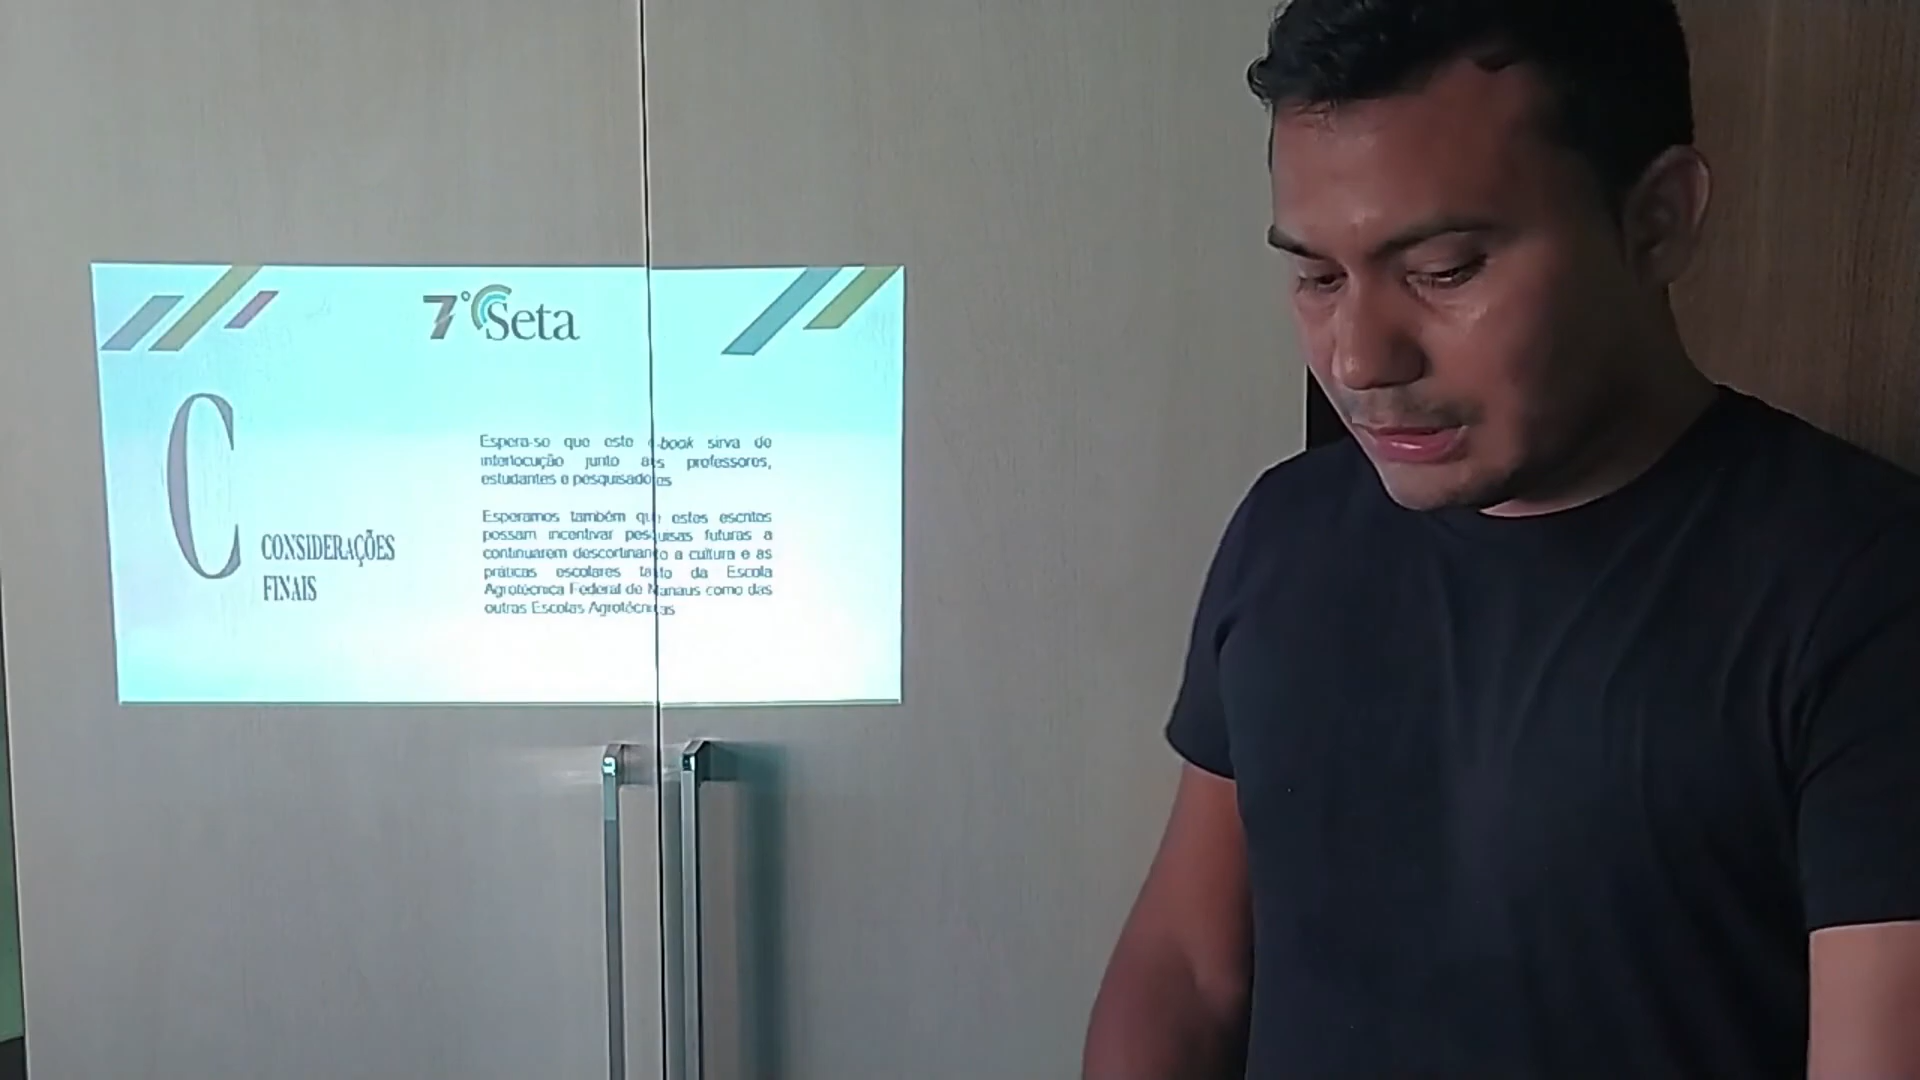 7° Seta
C
CONSIDERAÇÕES
FINAIS
Espera-se que este e-book sirva de
interlocução junto aos professores,
estudantes e pesquisadores
Esperamos também que estes escritos
possam incentivar pesquisas futuras a
continuarem descortinando a cultura e as
práticas escolares tanto da Escola
Agrotécnica Federal de Manaus como das
outras Escolas Agrotécnicas